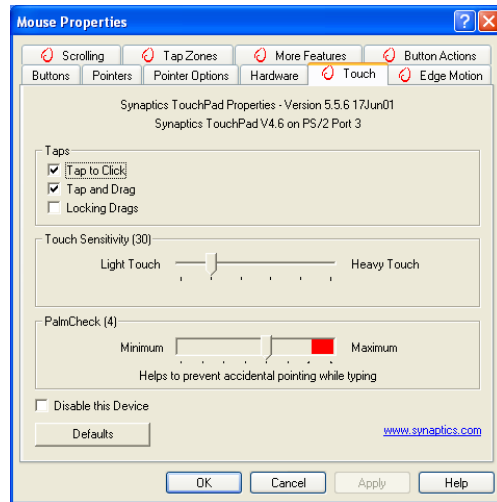 Mouse Properties
Scrolling Tap Zones More Features Button Actions
Buttons Pointers Pointer Options Hardware Touch Edge Motion
Synaptics TouchPad Properties - Version 5.5.6 17Jun01
Synaptics TouchPad V4.6 on PS/2 Port 3
Taps
Tap to Click
Tap and Drag
Locking Drags
Touch Sensitivity (30)
Light Touch Heavy Touch
PalmCheck (4)
Minimum Maximum
Helps to prevent accidental pointing while typing
Disable this Device
Defaults www.synaptics.com
OK Cancel Apply Help